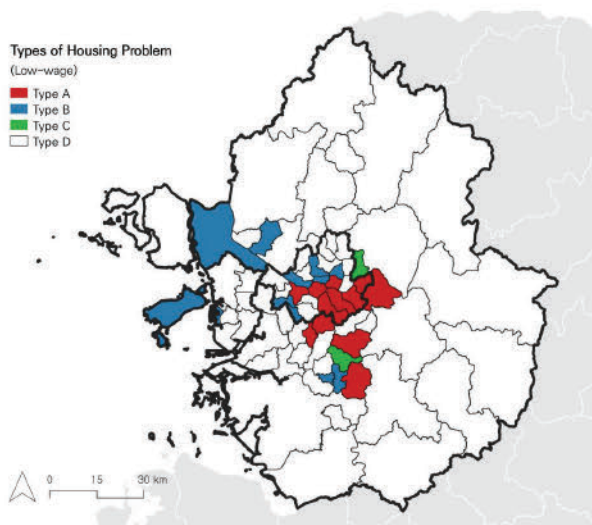 Types of Housing Problem
(Low-wage)
Type A
Type B
Type C
Type D
0 15 30 km